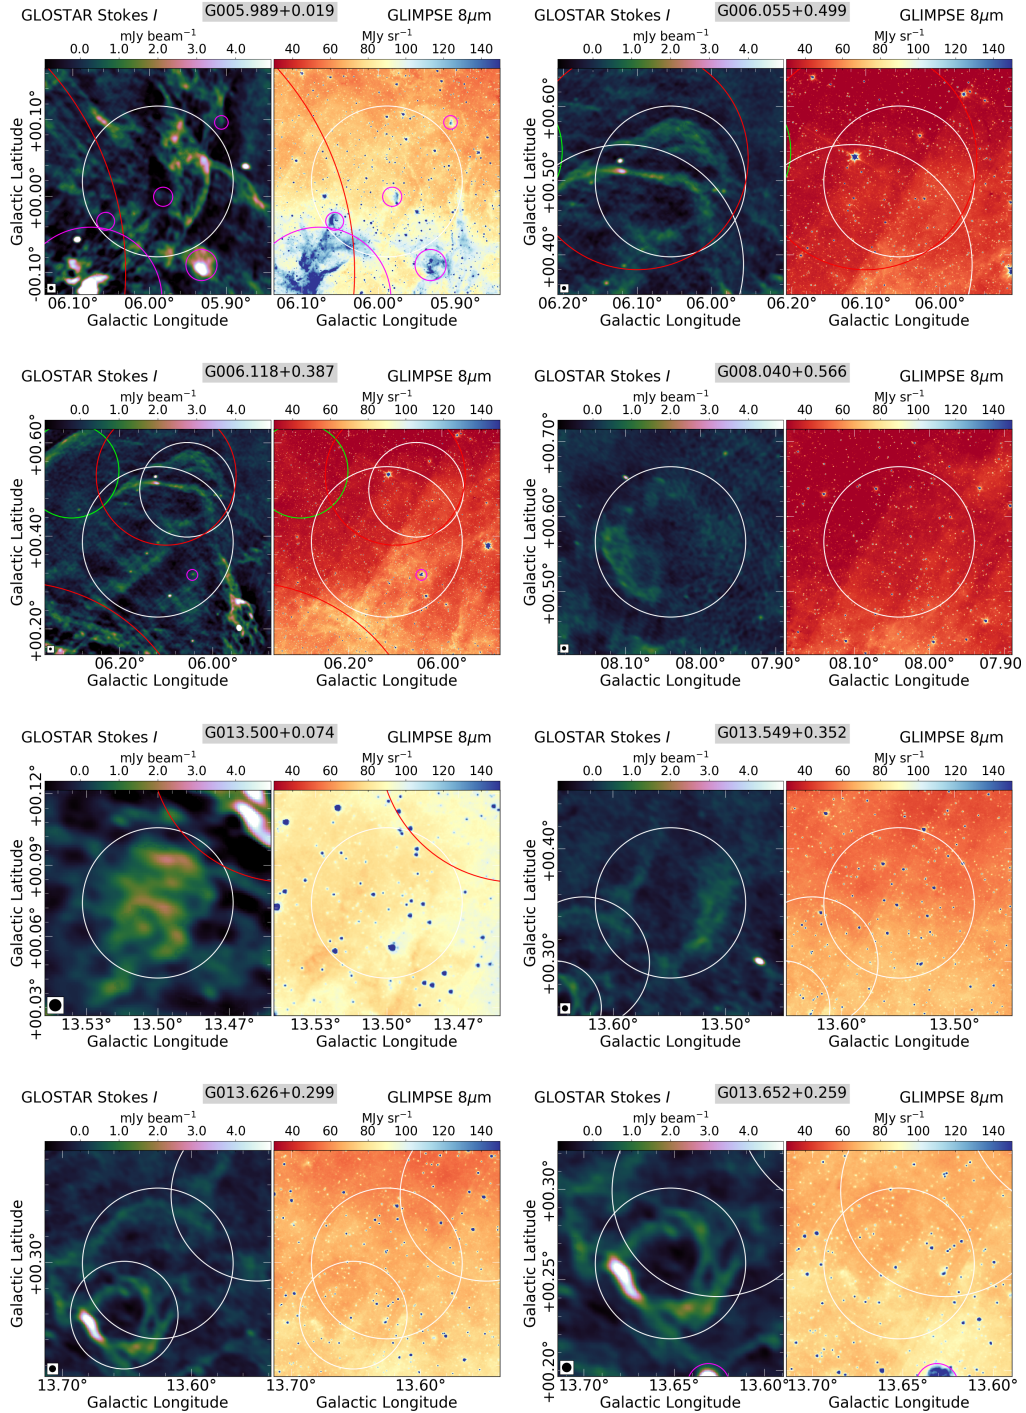 GLOSTAR Stokes I G005.989+0.019 GLIMPSE 8μm
mJy beam⁻¹ MJy sr⁻¹
0.0 1.0 2.0 3.0 4.0 40 60 80 100 120 140
+00.10°
+00.00°
-00.10°
Galactic Latitude
06.10° 06.00° 05.90° 06.10° 06.00° 05.90°
Galactic Longitude Galactic Longitude
GLOSTAR Stokes I G006.055+0.499 GLIMPSE 8μm
mJy beam⁻¹ MJy sr⁻¹
0.0 1.0 2.0 3.0 4.0 40 60 80 100 120 140
+00.60°
+00.50°
+00.40°
Galactic Latitude
06.20° 06.10° 06.00° 06.20° 06.10° 06.00°
Galactic Longitude Galactic Longitude
GLOSTAR Stokes I G006.118+0.387 GLIMPSE 8μm
mJy beam⁻¹ MJy sr⁻¹
0.0 1.0 2.0 3.0 4.0 40 60 80 100 120 140
+00.60°
+00.40°
+00.20°
Galactic Latitude
06.20° 06.00° 06.20° 06.00°
Galactic Longitude Galactic Longitude
GLOSTAR Stokes I G008.040+0.566 GLIMPSE 8μm
mJy beam⁻¹ MJy sr⁻¹
0.0 1.0 2.0 3.0 4.0 40 60 80 100 120 140
+00.70°
+00.60°
+00.50°
Galactic Latitude
08.10° 08.00° 07.90° 08.10° 08.00° 07.90°
Galactic Longitude Galactic Longitude
GLOSTAR Stokes I G013.500+0.074 GLIMPSE 8μm
mJy beam⁻¹ MJy sr⁻¹
0.0 1.0 2.0 3.0 4.0 40 60 80 100 120 140
+00.12°
+00.09°
+00.06°
+00.03°
Galactic Latitude
13.53° 13.50° 13.47° 13.53° 13.50° 13.47°
Galactic Longitude Galactic Longitude
GLOSTAR Stokes I G013.549+0.352 GLIMPSE 8μm
mJy beam⁻¹ MJy sr⁻¹
0.0 1.0 2.0 3.0 4.0 40 60 80 100 120 140
+00.40°
+00.30°
Galactic Latitude
13.60° 13.50° 13.60° 13.50°
Galactic Longitude Galactic Longitude
GLOSTAR Stokes I G013.626+0.299 GLIMPSE 8μm
mJy beam⁻¹ MJy sr⁻¹
0.0 1.0 2.0 3.0 4.0 40 60 80 100 120 140
+00.30°
Galactic Latitude
13.70° 13.60° 13.70° 13.60°
Galactic Longitude Galactic Longitude
GLOSTAR Stokes I G013.652+0.259 GLIMPSE 8μm
mJy beam⁻¹ MJy sr⁻¹
0.0 1.0 2.0 3.0 4.0 40 60 80 100 120 140
+00.30°
+00.25°
+00.20°
Galactic Latitude
13.70° 13.65° 13.60° 13.70° 13.65° 13.60°
Galactic Longitude Galactic Longitude